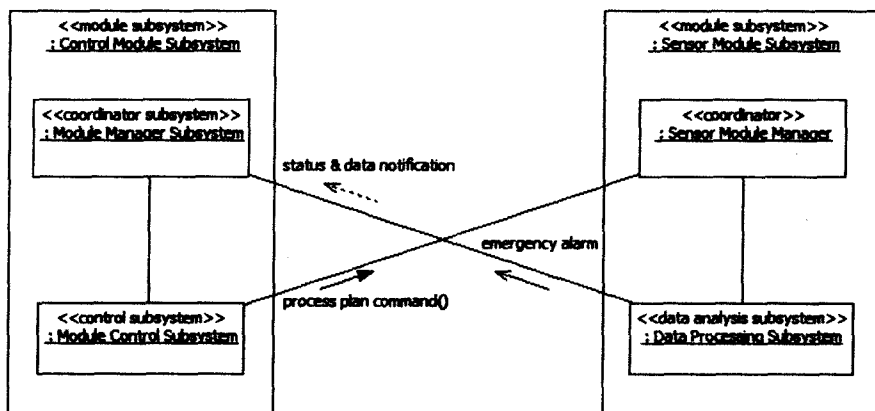 <<module subsystem>>
: Control Module Subsystem
<<coordinator subsystem>>
: Module Manager Subsystem
<<control subsystem>>
: Module Control Subsystem
status & data notification
emergency alarm
process plan command()
<<module subsystem>>
: Sensor Module Subsystem
<<coordinator>>
: Sensor Module Manager
<<data analysis subsystem>>
: Data Processing Subsystem